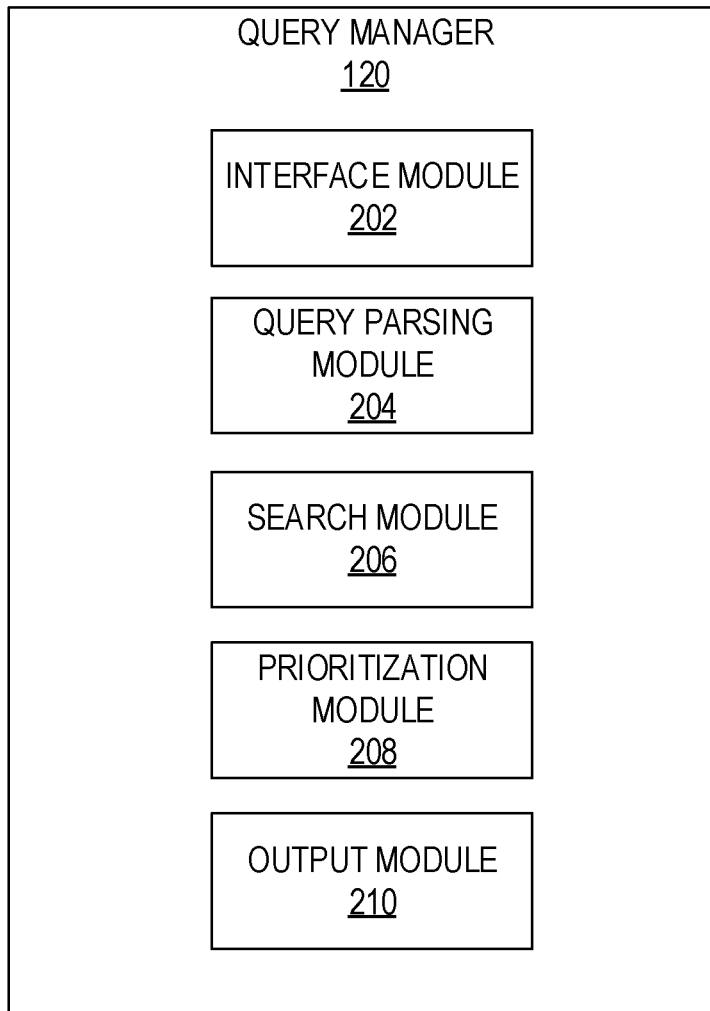 QUERY MANAGER
120
INTERFACE MODULE
202
QUERY PARSING
MODULE
204
SEARCH MODULE
206
PRIORITIZATION
MODULE
208
OUTPUT MODULE
210